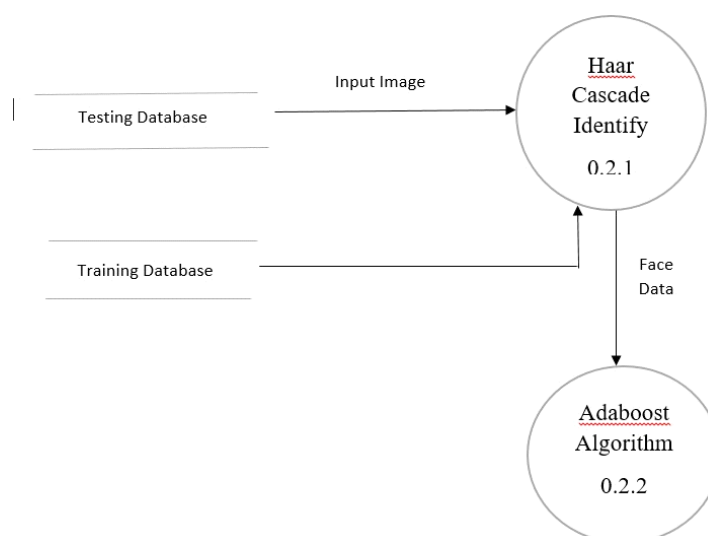 Input Image
Haar
Cascade
Identify
0.2.1
Testing Database
Training Database
Face
Data
Adaboost
Algorithm
0.2.2